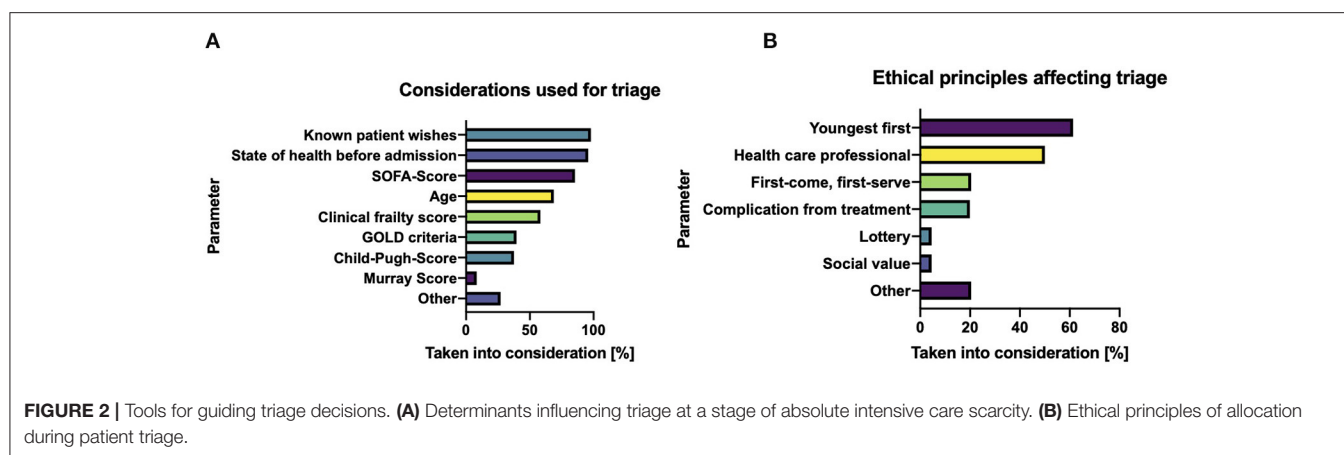 A
Considerations used for triage
Parameter
Known patient wishes
State of health before admission
SOFA-Score
Age
Clinical frailty score
GOLD criteria
Child-Pugh-Score
Murray Score
Other
0 50 100
Taken into consideration [%]
B
Ethical principles affecting triage
Parameter
Youngest first
Health care professional
First-come, first-serve
Complication from treatment
Lottery
Social value
Other
0 20 40 60 80
Taken into consideration [%]
FIGURE 2 | Tools for guiding triage decisions. (A) Determinants influencing triage at a stage of absolute intensive care scarcity. (B) Ethical principles of allocation
during patient triage.